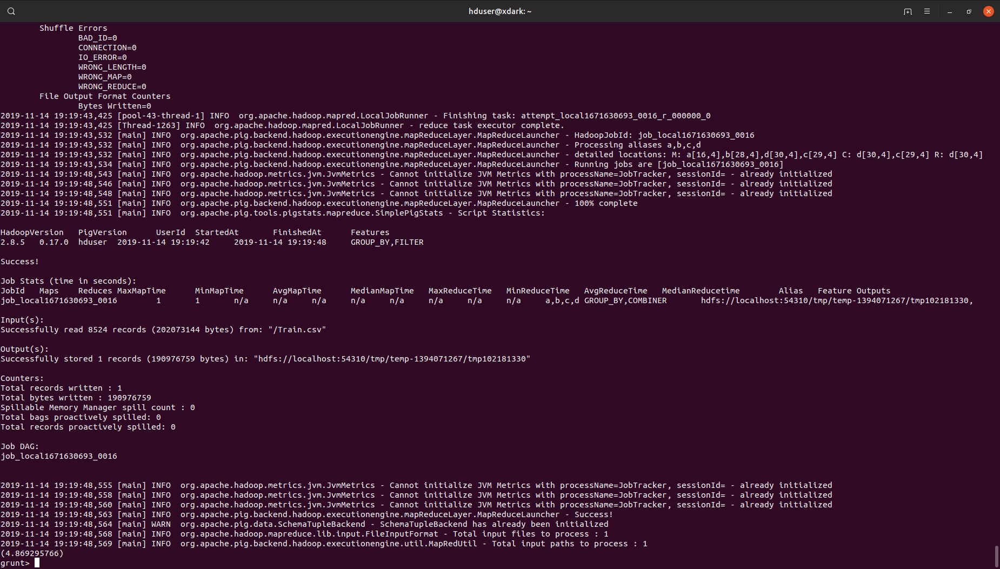 hduser@xdark: ~
Shuffle Errors
BAD_ID=0
CONNECTION=0
IO_ERROR=0
WRONG_LENGTH=0
WRONG_MAP=0
WRONG_REDUCE=0
File Output Format Counters
Bytes Written=0
2019-11-14 19:19:43,425 [pool-43-thread-1] INFO  org.apache.hadoop.mapred.LocalJobRunner - Finishing task: attempt_local1671630693_0016_r_000000_0
2019-11-14 19:19:43,425 [Thread-1263] INFO  org.apache.hadoop.mapred.LocalJobRunner - reduce task executor complete.
2019-11-14 19:19:43,532 [main] INFO  org.apache.pig.backend.hadoop.executionengine.mapReduceLayer.MapReduceLauncher - HadoopJobId: job_local1671630693_0016
2019-11-14 19:19:43,532 [main] INFO  org.apache.pig.backend.hadoop.executionengine.mapReduceLayer.MapReduceLauncher - Processing aliases a,b,c,d
2019-11-14 19:19:43,532 [main] INFO  org.apache.pig.backend.hadoop.executionengine.mapReduceLayer.MapReduceLauncher - detailed locations: M: a[16,4],b[28,4],d[30,4],c[29,4] C: d[30,4],c[29,4] R: d[30,4]
2019-11-14 19:19:43,534 [main] INFO  org.apache.pig.backend.hadoop.executionengine.mapReduceLayer.MapReduceLauncher - Running jobs are [job_local1671630693_0016]
2019-11-14 19:19:48,543 [main] INFO  org.apache.hadoop.metrics.jvm.JvmMetrics - Cannot initialize JVM Metrics with processName=JobTracker, sessionId= - already initialized
2019-11-14 19:19:48,546 [main] INFO  org.apache.hadoop.metrics.jvm.JvmMetrics - Cannot initialize JVM Metrics with processName=JobTracker, sessionId= - already initialized
2019-11-14 19:19:48,548 [main] INFO  org.apache.hadoop.metrics.jvm.JvmMetrics - Cannot initialize JVM Metrics with processName=JobTracker, sessionId= - already initialized
2019-11-14 19:19:48,551 [main] INFO  org.apache.pig.backend.hadoop.executionengine.mapReduceLayer.MapReduceLauncher - 100% complete
2019-11-14 19:19:48,551 [main] INFO  org.apache.pig.tools.pigstats.mapreduce.SimplePigStats - Script Statistics:
HadoopVersion PigVersion UserId StartedAt FinishedAt Features
2.8.5 0.17.0 hduser 2019-11-14 19:19:42 2019-11-14 19:19:48 GROUP_BY,FILTER
Success!
Job Stats (time in seconds):
JobId Maps Reduces MaxMapTime MinMapTime AvgMapTime MedianMapTime MaxReduceTime MinReduceTime AvgReduceTime MedianReducetime Alias Feature Outputs
job_local1671630693_0016 1 1 n/a n/a n/a n/a n/a n/a n/a n/a a,b,c,d GROUP_BY,COMBINER hdfs://localhost:54310/tmp/temp-1394071267/tmp102181330,
Input(s):
Successfully read 8524 records (202073144 bytes) from: "/Train.csv"
Output(s):
Successfully stored 1 records (190976759 bytes) in: "hdfs://localhost:54310/tmp/temp-1394071267/tmp102181330"
Counters:
Total records written : 1
Total bytes written : 190976759
Spillable Memory Manager spill count : 0
Total bags proactively spilled: 0
Total records proactively spilled: 0
Job DAG:
job_local1671630693_0016
2019-11-14 19:19:48,555 [main] INFO  org.apache.hadoop.metrics.jvm.JvmMetrics - Cannot initialize JVM Metrics with processName=JobTracker, sessionId= - already initialized
2019-11-14 19:19:48,558 [main] INFO  org.apache.hadoop.metrics.jvm.JvmMetrics - Cannot initialize JVM Metrics with processName=JobTracker, sessionId= - already initialized
2019-11-14 19:19:48,560 [main] INFO  org.apache.hadoop.metrics.jvm.JvmMetrics - Cannot initialize JVM Metrics with processName=JobTracker, sessionId= - already initialized
2019-11-14 19:19:48,563 [main] INFO  org.apache.pig.backend.hadoop.executionengine.mapReduceLayer.MapReduceLauncher - Success!
2019-11-14 19:19:48,564 [main] WARN  org.apache.pig.data.SchemaTupleBackend - SchemaTupleBackend has already been initialized
2019-11-14 19:19:48,568 [main] INFO  org.apache.hadoop.mapreduce.lib.input.FileInputFormat - Total input files to process : 1
2019-11-14 19:19:48,569 [main] INFO  org.apache.pig.backend.hadoop.executionengine.util.MapRedUtil - Total input paths to process : 1
(4.869295766)
grunt>